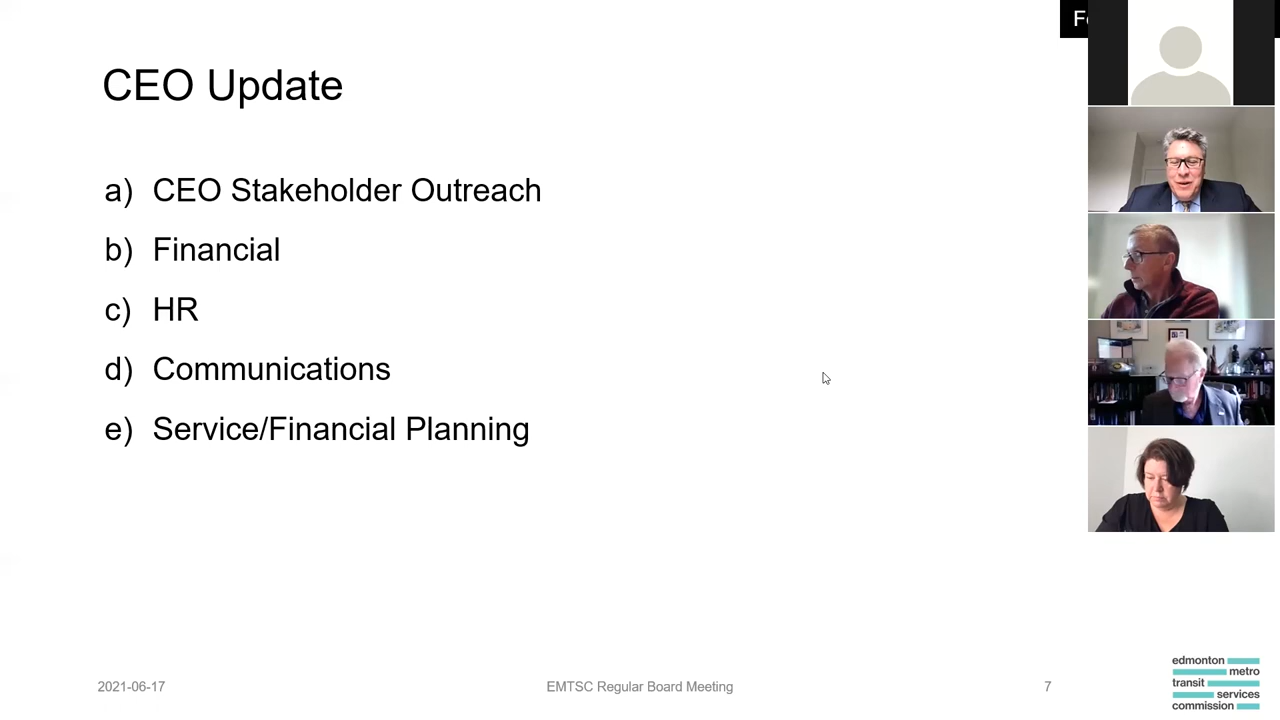 CEO Update
a) CEO Stakeholder Outreach
b) Financial
c) HR
d) Communications
e) Service/Financial Planning
2021-06-17
EMTSC Regular Board Meeting
7
edmonton
metro
transit
services
commission